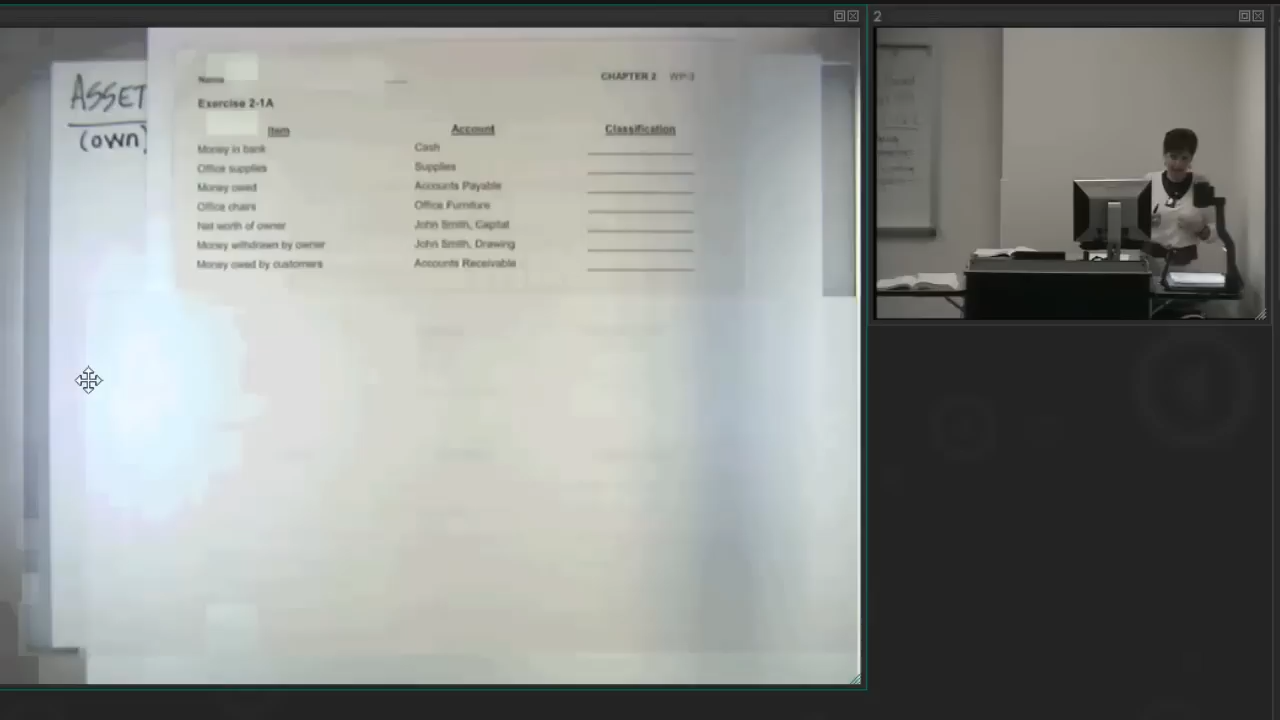 2
ASSET
(own)
Name
CHAPTER 2 WP-3
Exercise 2-1A
Item Account Classification
Money in bank Cash
Office supplies Supplies
Money owed Accounts Payable
Office chairs Office Furniture
Net worth of owner John Smith, Capital
Money withdrawn by owner John Smith, Drawing
Money owed by customers Accounts Receivable